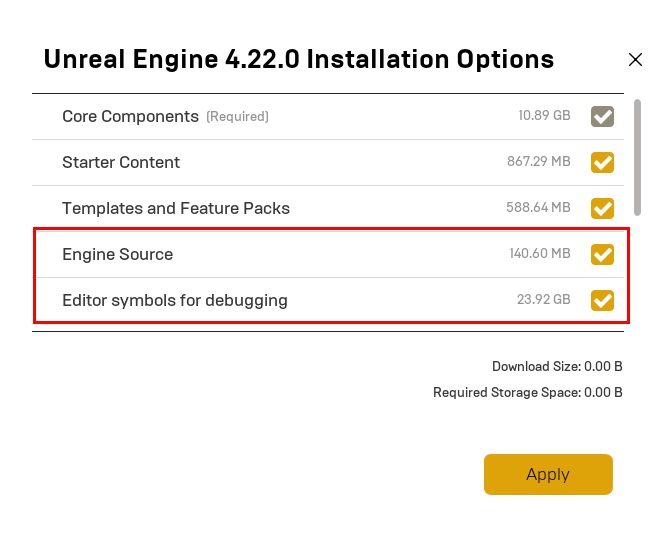 Unreal Engine 4.22.0 Installation Options
Core Components (Required) 10.89 GB
Starter Content 867.29 MB
Templates and Feature Packs 588.64 MB
Engine Source 140.60 MB
Editor symbols for debugging 23.92 GB
Download Size: 0.00 B
Required Storage Space: 0.00 B
Apply